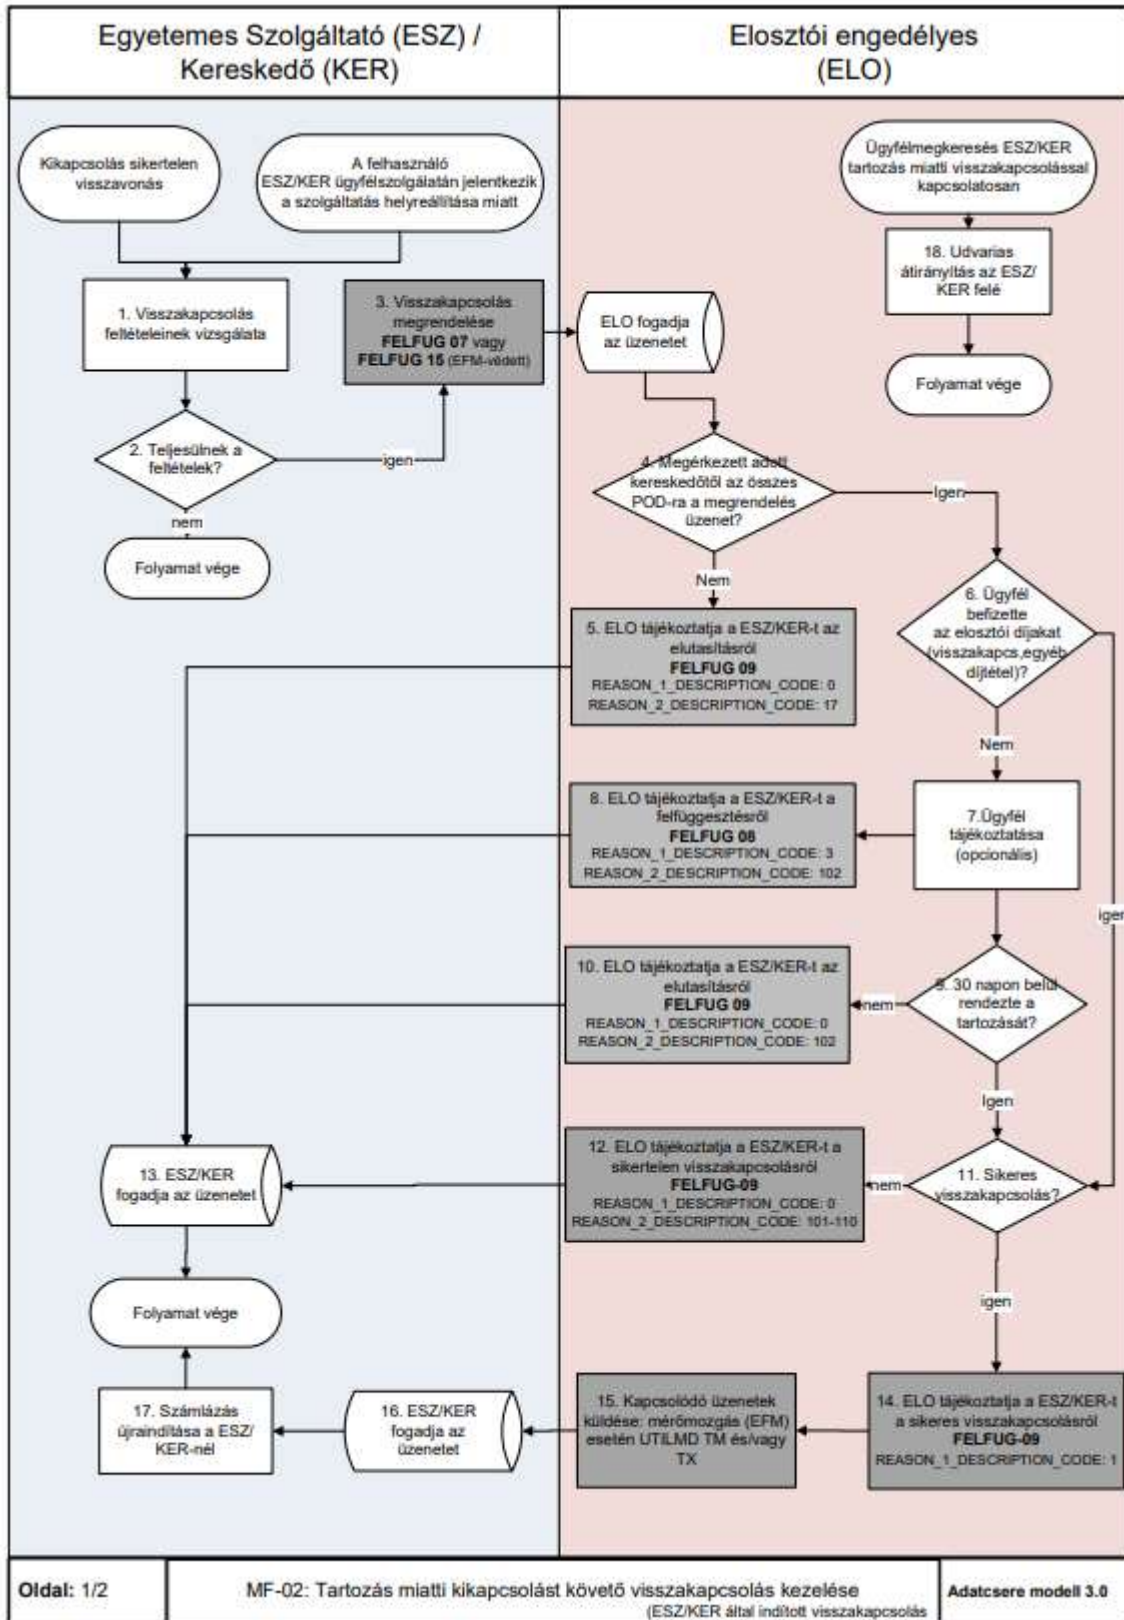 Egyetemes Szolgáltató (ESZ) /
Kereskedő (KER)
Elosztói engedélyes
(ELO)
Kikapcsolás sikertelen
visszavonás
A felhasználó
ESZ/KER ügyfélszolgálatán jelentkezik
a szolgáltatás helyreállítása miatt
Ügyfélmegkeresés ESZ/KER
tartozás miatti visszakapcsolással
kapcsolatosan
1. Visszakapcsolás
feltételeinek vizsgálata
3. Visszakapcsolás
megrendelése
FELFUG 07 vagy
FELFUG 15 (EFM-védett)
ELO fogadja
az üzenetet
18. Udvarias
átirányítás az ESZ/
KER felé
Folyamat vége
2. Teljesülnek a
feltételek?
igen
nem
Folyamat vége
4. Megérkezett adott
kereskedőtől az összes
POD-ra a megrendelés
üzenet?
Igen
Nem
5. ELO tájékoztatja a ESZ/KER-t az
elutasításról
FELFUG 09
REASON_1_DESCRIPTION_CODE: 0
REASON_2_DESCRIPTION_CODE: 17
6. Ügyfél
befizette
az elosztói díjakat
(visszakapcs,egyéb
díjtétel)?
Nem
igen
7.Ügyfél
tájékoztatása
(opcionális)
8. ELO tájékoztatja a ESZ/KER-t a
felfüggesztésről
FELFUG 08
REASON_1_DESCRIPTION_CODE: 3
REASON_2_DESCRIPTION_CODE: 102
9. 30 napon belül
rendezte a
tartozását?
nem
10. ELO tájékoztatja a ESZ/KER-t az
elutasításról
FELFUG 09
REASON_1_DESCRIPTION_CODE: 0
REASON_2_DESCRIPTION_CODE: 102
Igen
11. Sikeres
visszakapcsolás?
nem
12. ELO tájékoztatja a ESZ/KER-t a
sikertelen visszakapcsolásról
FELFUG-09
REASON_1_DESCRIPTION_CODE: 0
REASON_2_DESCRIPTION_CODE: 101-110
13. ESZ/KER
fogadja az üzenetet
Folyamat vége
igen
14. ELO tájékoztatja a ESZ/KER-t
a sikeres visszakapcsolásról
FELFUG-09
REASON_1_DESCRIPTION_CODE: 1
15. Kapcsolódó üzenetek
küldése: mérőmozgás (EFM)
esetén UTILMD TM és/vagy
TX
16. ESZ/KER
fogadja az
üzenetet
17. Számlázás
újraindítása a ESZ/
KER-nél
Oldal: 1/2
MF-02: Tartozás miatti kikapcsolást követő visszakapcsolás kezelése
(ESZ/KER által indított visszakapcsolás
Adatcsere modell 3.0